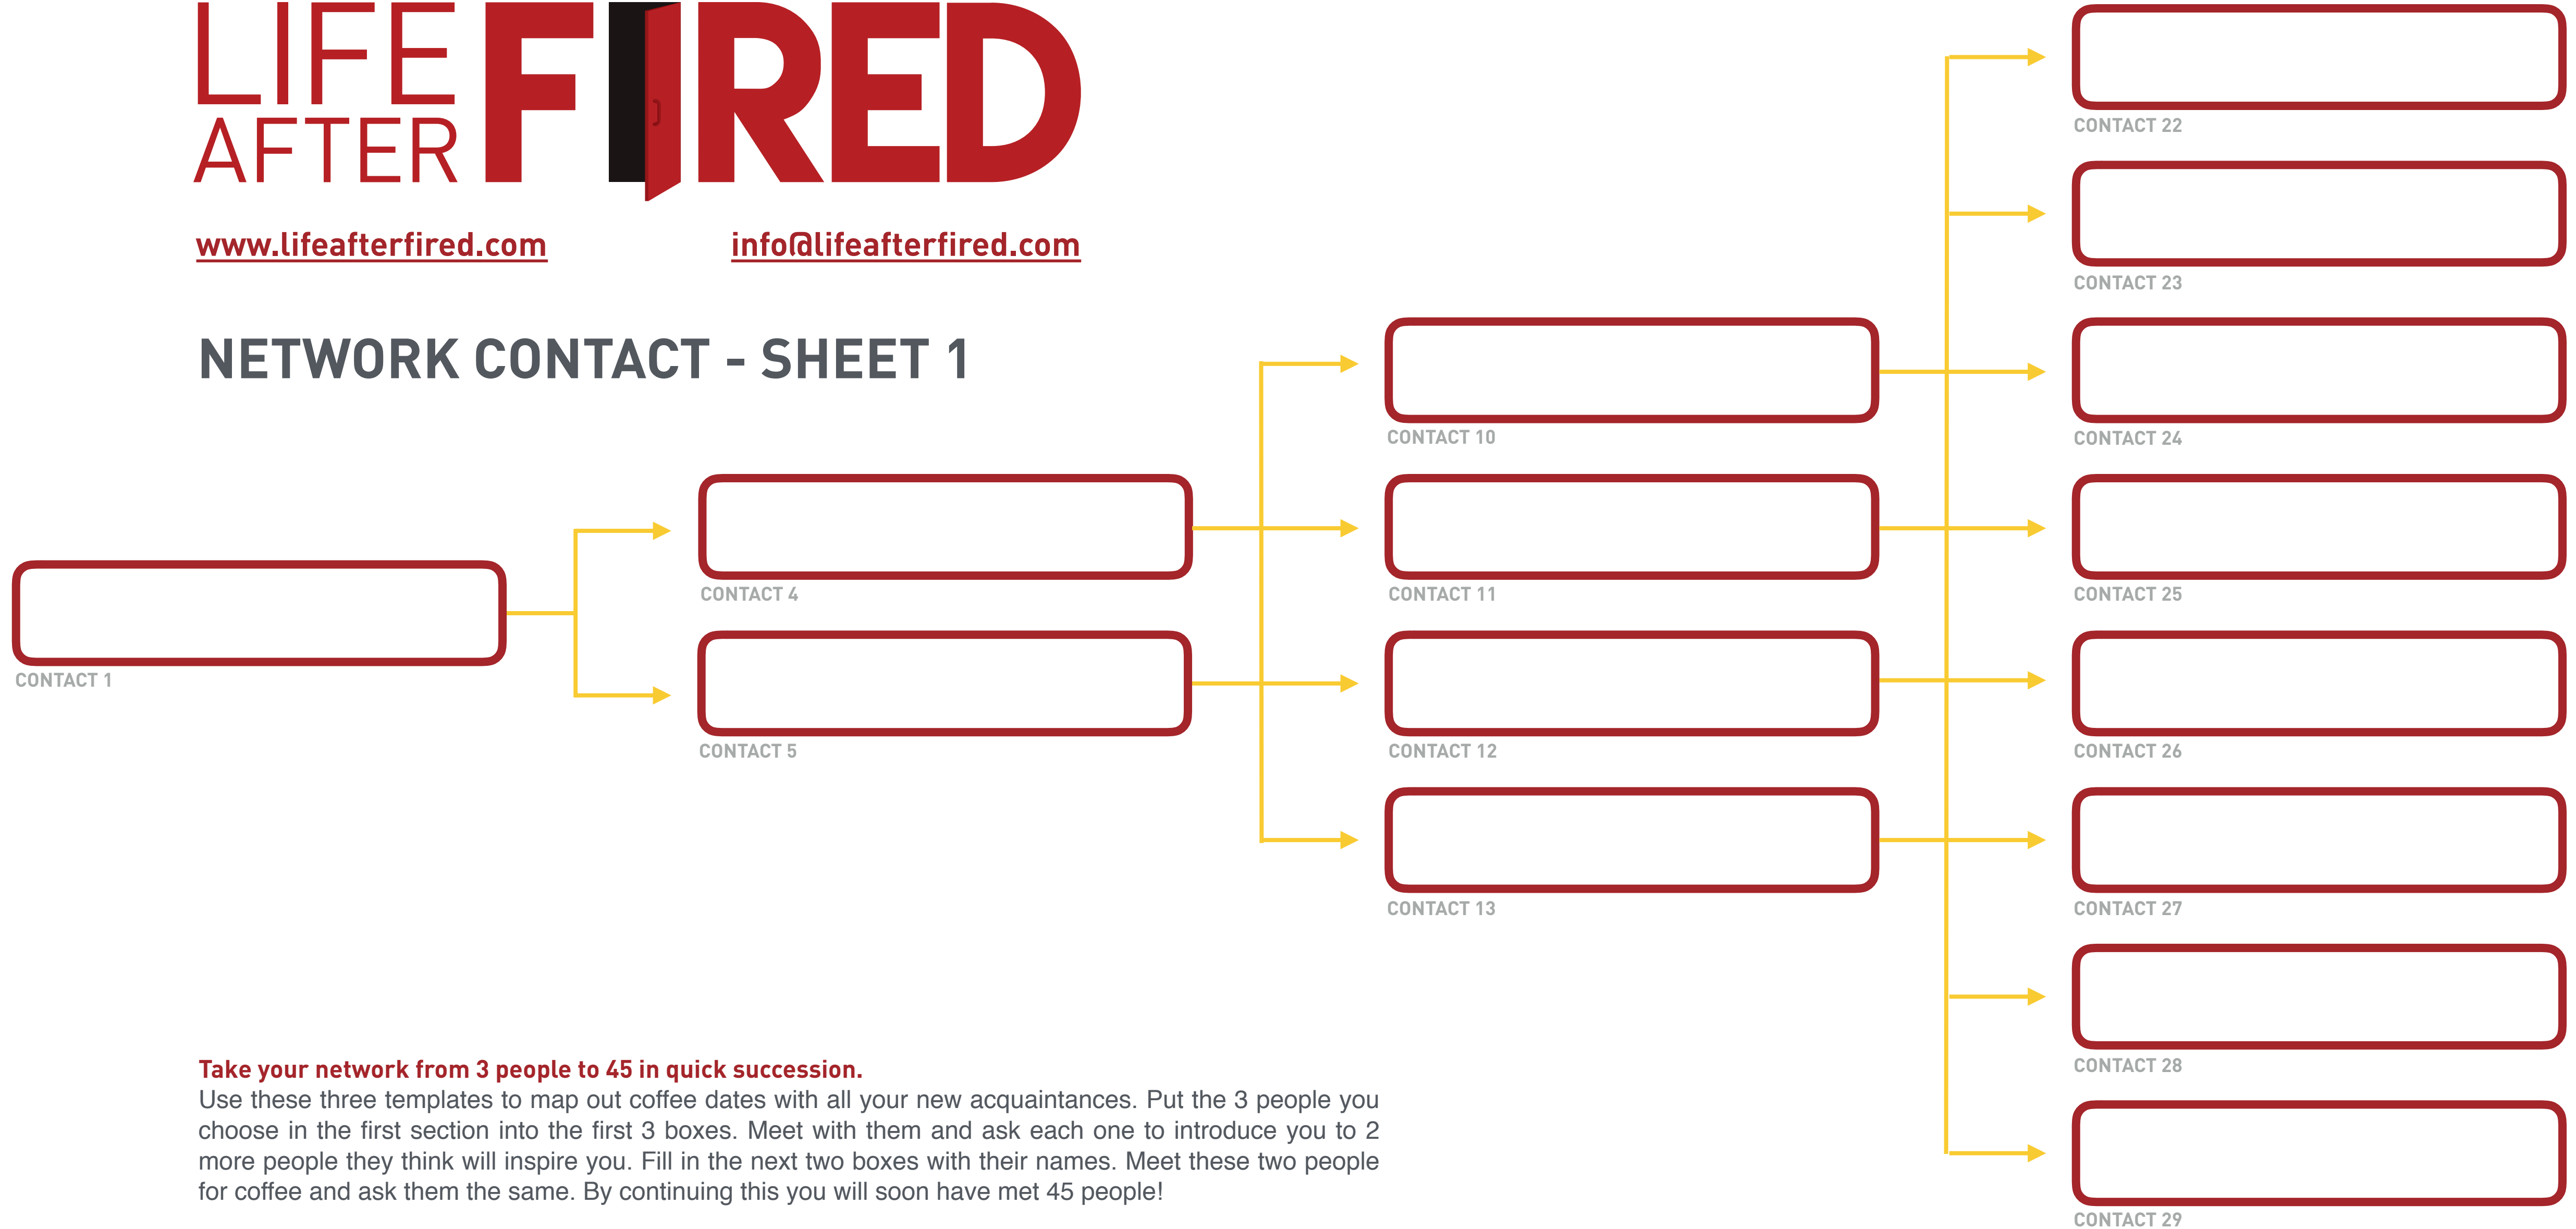 LIFE
AFTER
FIRED
www.lifeafterfired.com
info@lifeafterfired.com
NETWORK CONTACT - SHEET 1
CONTACT 1
CONTACT 4
CONTACT 5
CONTACT 10
CONTACT 11
CONTACT 12
CONTACT 13
CONTACT 22
CONTACT 23
CONTACT 24
CONTACT 25
CONTACT 26
CONTACT 27
CONTACT 28
CONTACT 29
Take your network from 3 people to 45 in quick succession.
Use these three templates to map out coffee dates with all your new acquaintances. Put the 3 people you
choose in the first section into the first 3 boxes. Meet with them and ask each one to introduce you to 2
more people they think will inspire you. Fill in the next two boxes with their names. Meet these two people
for coffee and ask them the same. By continuing this you will soon have met 45 people!